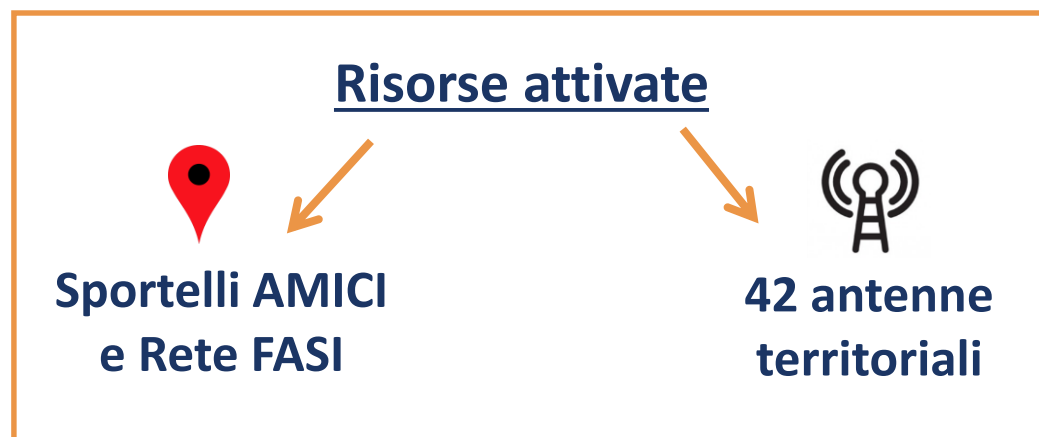 Risorse attivate
Sportelli AMICI
e Rete FASI
42 antenne
territoriali